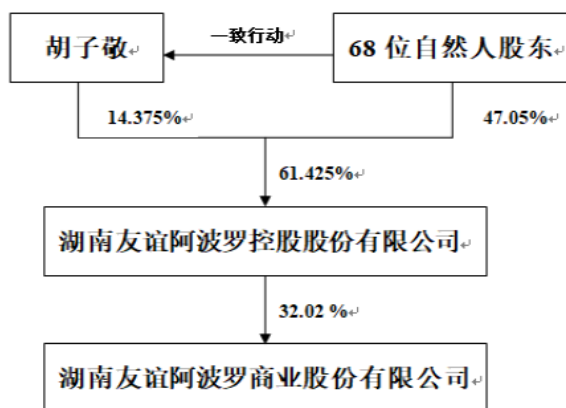 胡子敬
一致行动
68 位自然人股东
14.375%
47.05%
61.425%
湖南友谊阿波罗控股股份有限公司
32.02 %
湖南友谊阿波罗商业股份有限公司